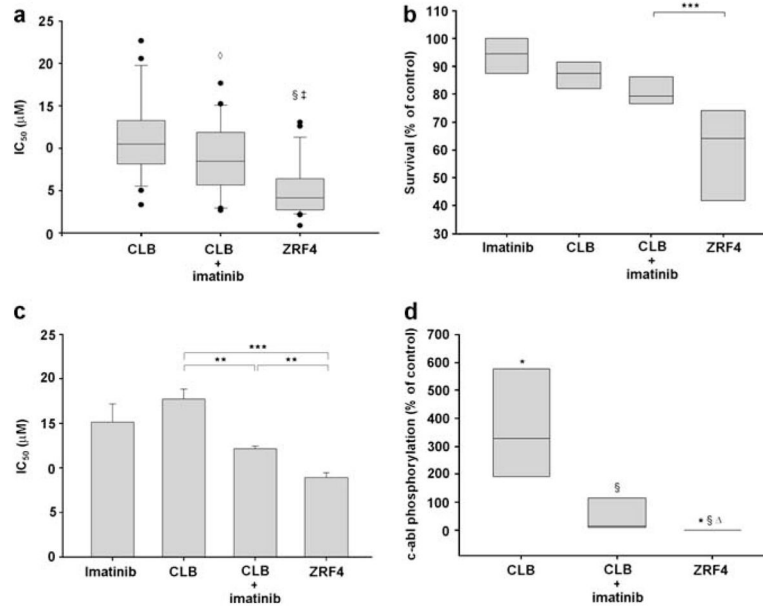 a
25
20
15
0
5
0
IC50 (µM)
◊
§ ‡
CLB
CLB
+
imatinib
ZRF4
b
***
100
90
80
70
60
50
40
30
Survival (% of control)
Imatinib
CLB
CLB
+
imatinib
ZRF4
c
25
20
15
0
5
0
IC50 (µM)
***
**
**
Imatinib
CLB
CLB
+
imatinib
ZRF4
d
700
600
500
400
300
200
100
0
c-abl phosphorylation (% of control)
*
§
* § Δ
CLB
CLB
+
imatinib
ZRF4